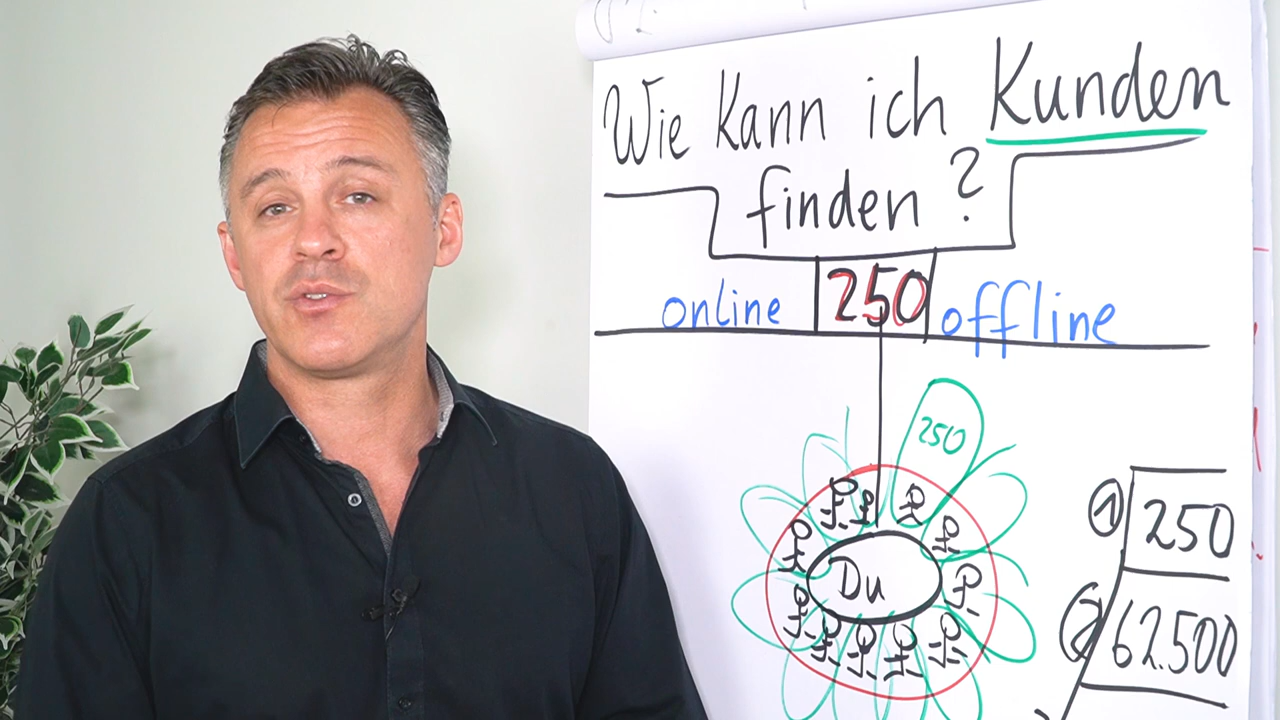 Wie kann ich Kunden
finden?
online 250 offline
250
Du
① 250
② 62.500